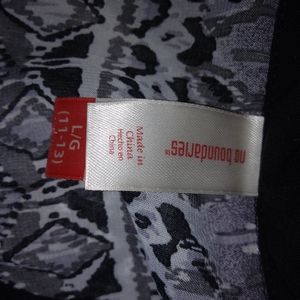 no boundaries
Made in
China
Hecho en
China
L/G
(11-13)